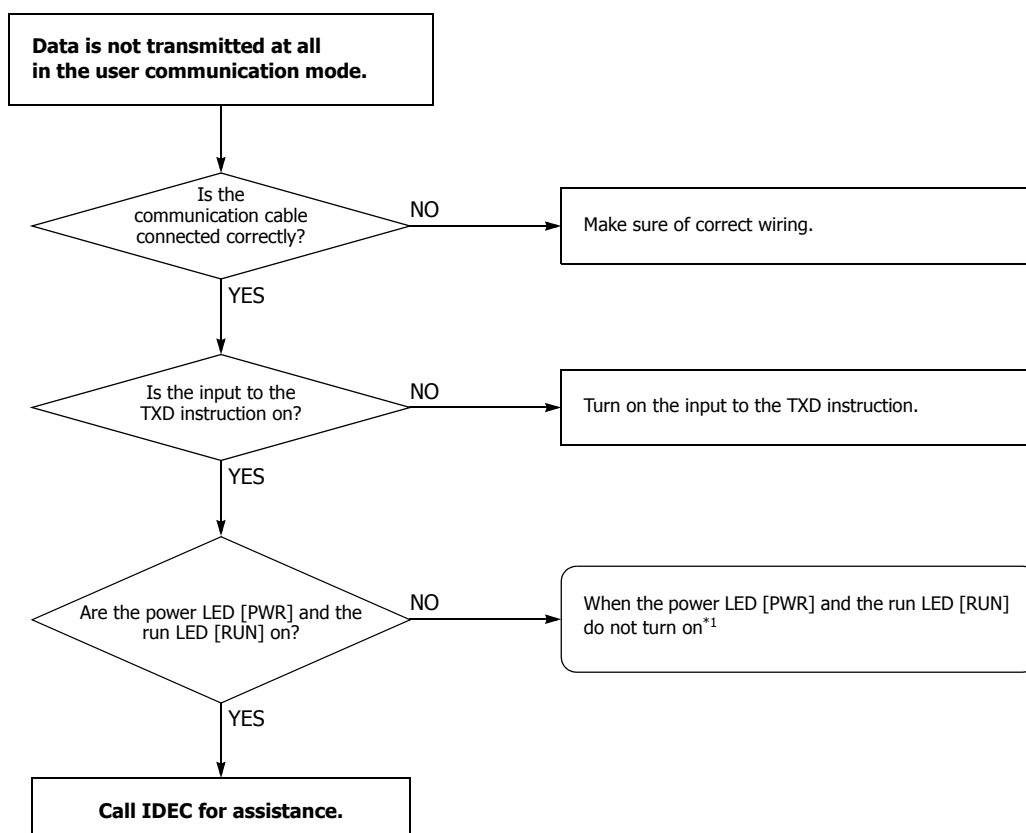 Data is not transmitted at all
in the user communication mode.
Is the
communication cable
connected correctly?
NO
Make sure of correct wiring.
YES
Is the input to the
TXD instruction on?
NO
Turn on the input to the TXD instruction.
YES
Are the power LED [PWR] and the
run LED [RUN] on?
NO
When the power LED [PWR] and the run LED [RUN]
do not turn on*1
YES
Call IDEC for assistance.